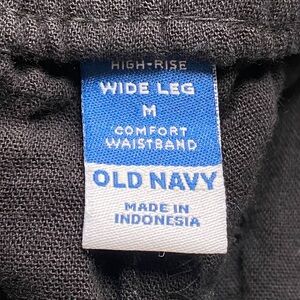 HIGH-RISE
WIDE LEG
M
COMFORT
WAISTBAND
OLD NAVY
MADE IN
INDONESIA